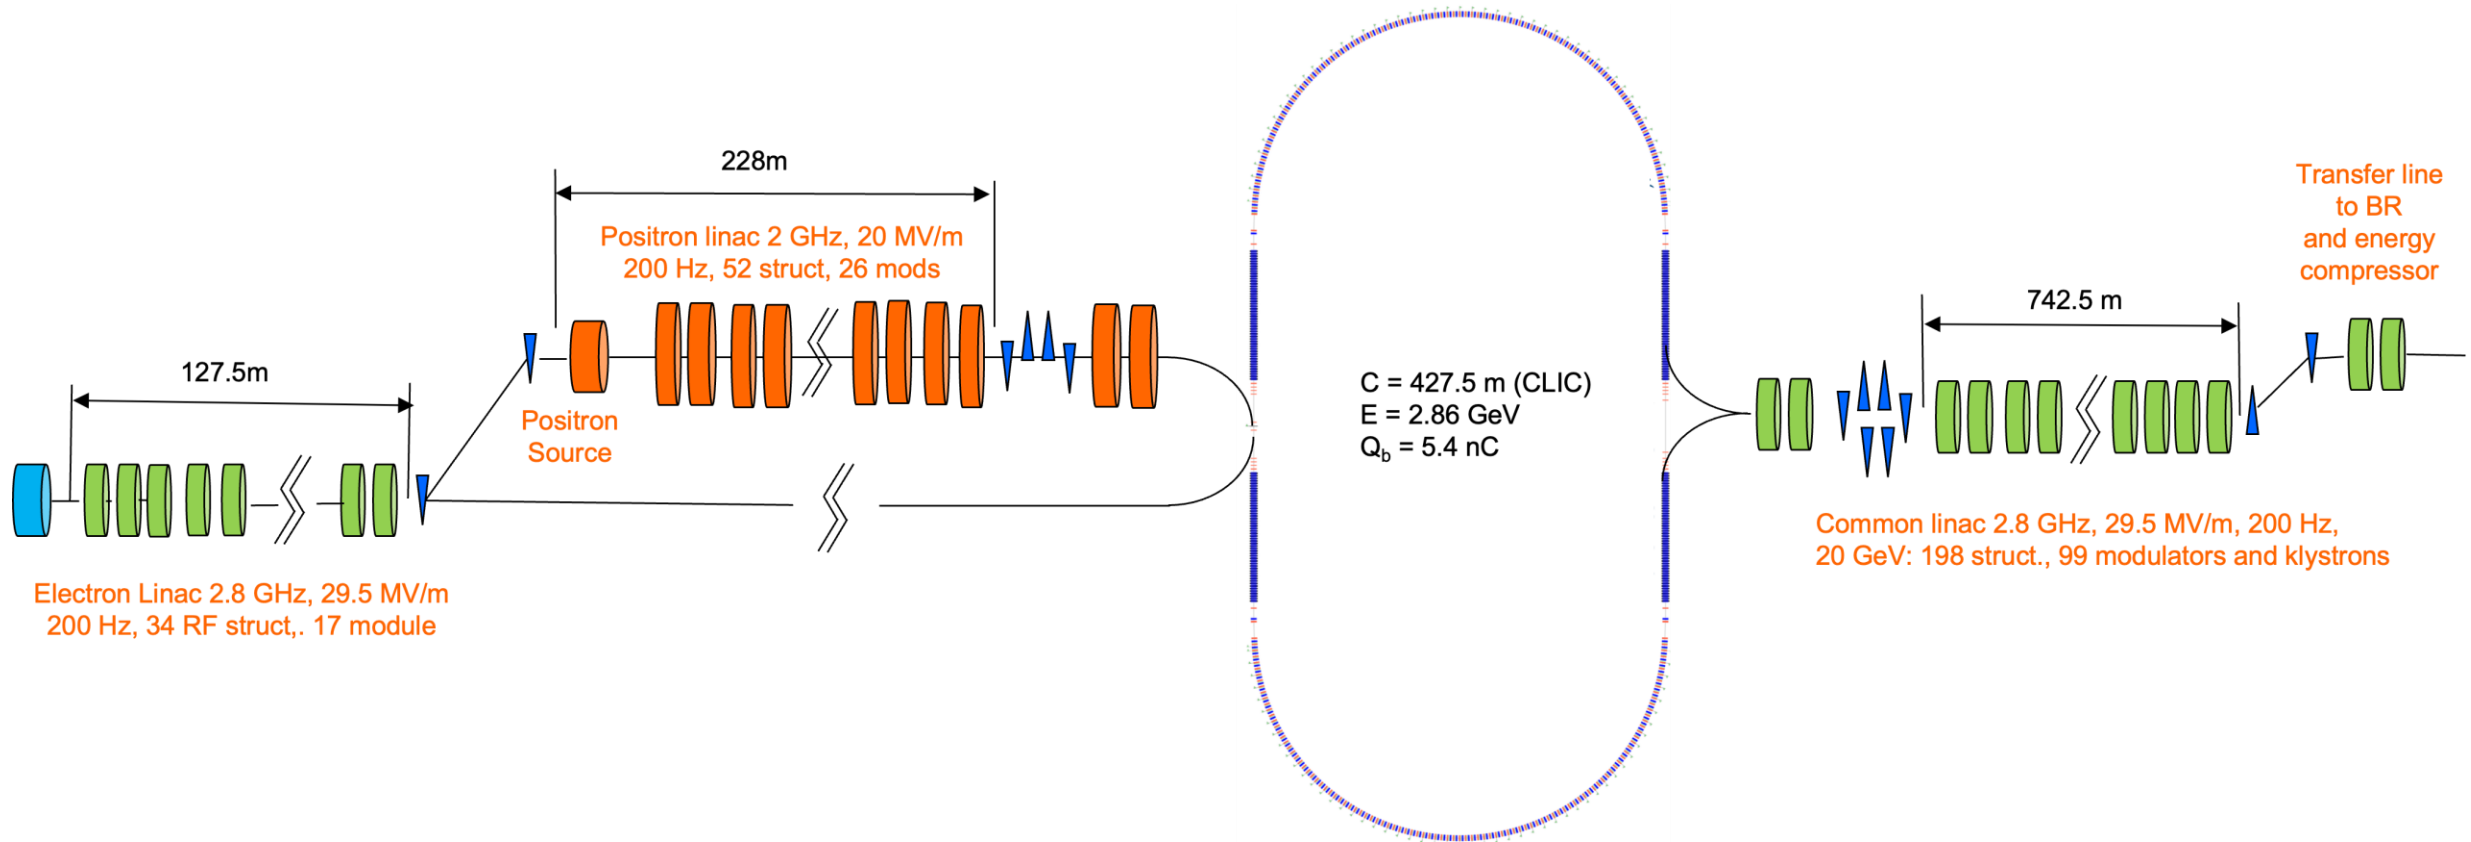 228m
Positron linac 2 GHz, 20 MV/m
200 Hz, 52 struct, 26 mods
127.5m
Positron
Source
Electron Linac 2.8 GHz, 29.5 MV/m
200 Hz, 34 RF struct,. 17 module
C = 427.5 m (CLIC)
E = 2.86 GeV
Qb = 5.4 nC
Transfer line
to BR
and energy
compressor
742.5 m
Common linac 2.8 GHz, 29.5 MV/m, 200 Hz,
20 GeV: 198 struct., 99 modulators and klystrons